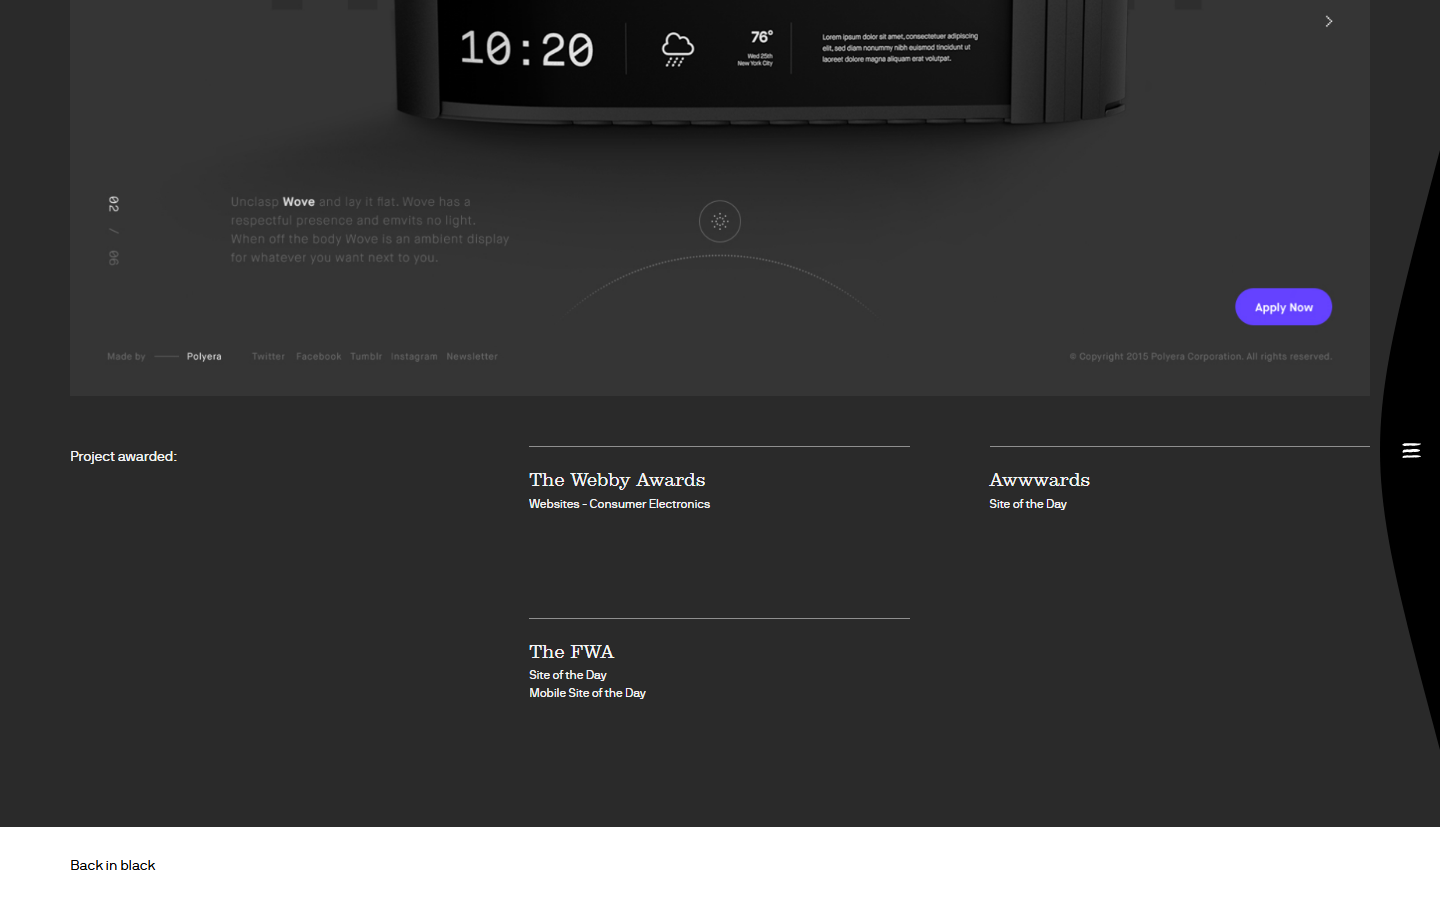 10:20
76°
Wed 25th
New York City
Lorem ipsum dolor sit amet, consectetuer adipiscing
elit, sed diam nonummy nibh euismod tincidunt ut
laoreet dolore magna aliquam erat volutpat.
02 / 06
Unclasp Wove and lay it flat. Wove has a
respectful presence and emvits no light.
When off the body Wove is an ambient display
for whatever you want next to you.
Apply Now
Made by Polyera Twitter Facebook Tumblr Instagram Newsletter
© Copyright 2015 Polyera Corporation. All rights reserved.
Project awarded:
The Webby Awards
Websites - Consumer Electronics
Awwwards
Site of the Day
The FWA
Site of the Day
Mobile Site of the Day
Back in black